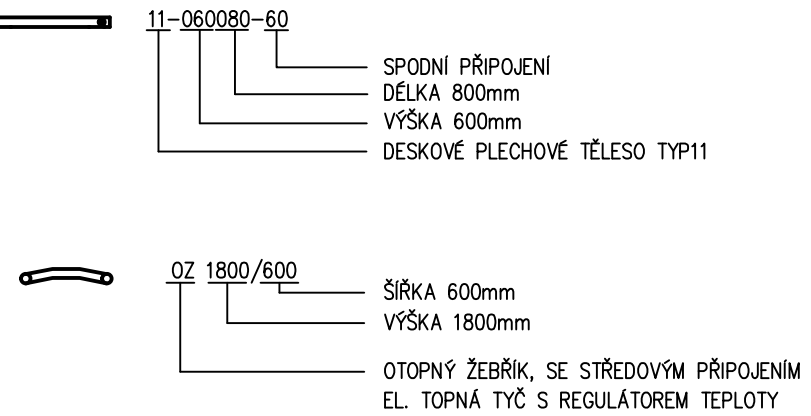 11-060080-60
SPODNÍ PŘIPOJENÍ
DÉLKA 800mm
VÝŠKA 600mm
DESKOVÉ PLECHOVÉ TĚLESO TYP11
OZ 1800/600
ŠÍŘKA 600mm
VÝŠKA 1800mm
OTOPNÝ ŽEBŘÍK, SE STŘEDOVÝM PŘIPOJENÍM
EL. TOPNÁ TYČ S REGULÁTOREM TEPLOTY